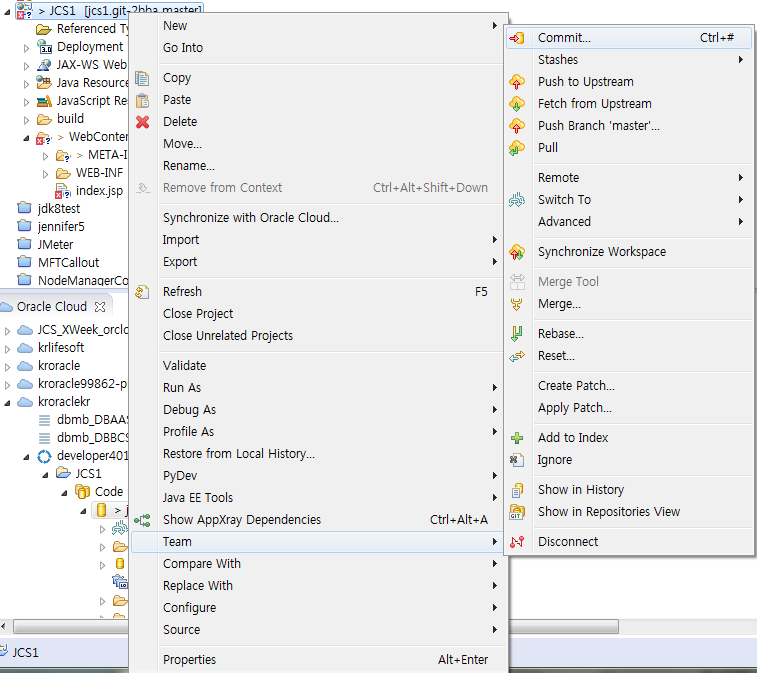 > JCS1 [jcs1.git-2bba master]
Referenced Ty
Deployment
JAX-WS Web
Java Resource
JavaScript Re
build
> WebConten
> META-I
WEB-INF
index.jsp
jdk8test
jennifer5
JMeter
MFTCallout
NodeManagerCo
Oracle Cloud
JCS_XWeek_orclo
krlifesoft
kroracle
kroracle99862-p
kroraclekr
dbmb_DBAAS
dbmb_DBBCS
developer401
JCS1
Code
> j
JCS1
New
Go Into
Copy
Paste
Delete
Move...
Rename...
Remove from Context Ctrl+Alt+Shift+Down
Synchronize with Oracle Cloud...
Import
Export
Refresh F5
Close Project
Close Unrelated Projects
Validate
Run As
Debug As
Profile As
Restore from Local History...
PyDev
Java EE Tools
Show AppXray Dependencies Ctrl+Alt+A
Team
Compare With
Replace With
Configure
Source
Properties Alt+Enter
Commit... Ctrl+#
Stashes
Push to Upstream
Fetch from Upstream
Push Branch 'master'...
Pull
Remote
Switch To
Advanced
Synchronize Workspace
Merge Tool
Merge...
Rebase...
Reset...
Create Patch...
Apply Patch...
Add to Index
Ignore
Show in History
Show in Repositories View
Disconnect